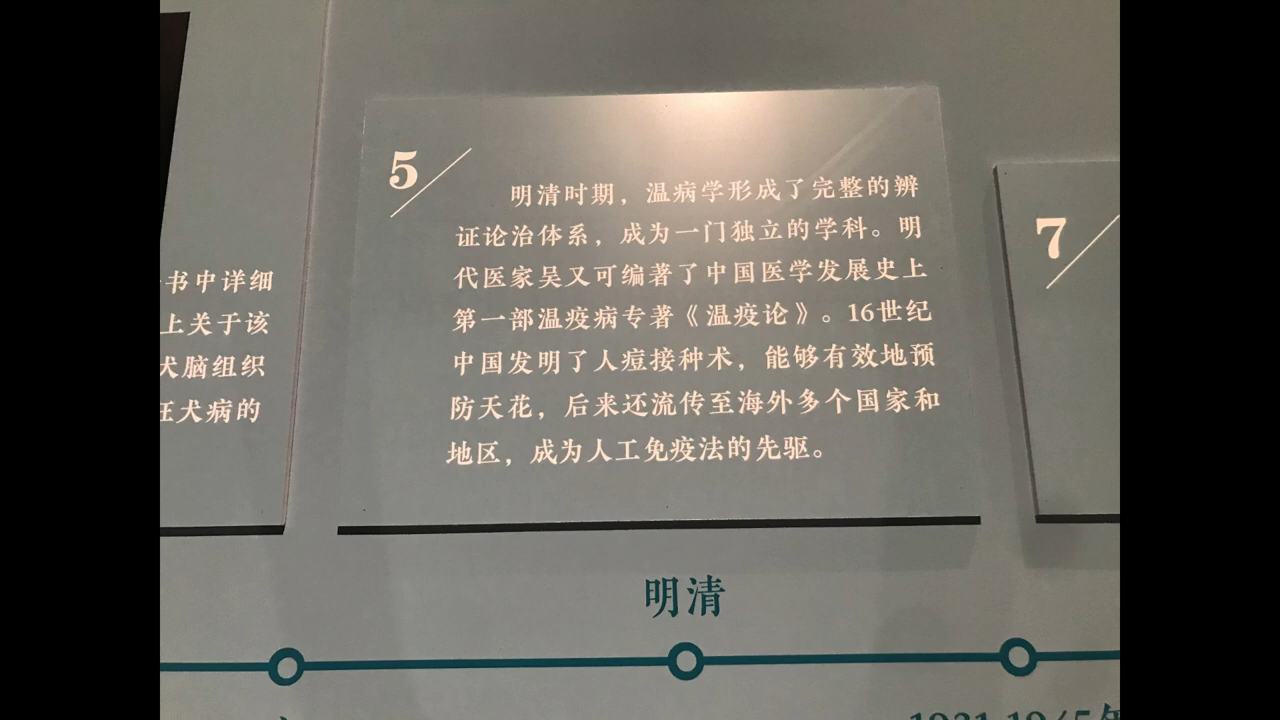 书中详细
上关于该
犬脑组织
狂犬病的
5
明清时期，温病学形成了完整的辨
证论治体系，成为一门独立的学科。明
代医家吴又可编著了中国医学发展史上
第一部温疫病专著《温疫论》。16世纪
中国发明了人痘接种术，能够有效地预
防天花，后来还流传至海外多个国家和
地区，成为人工免疫法的先驱。
7
明清
1931-1945年